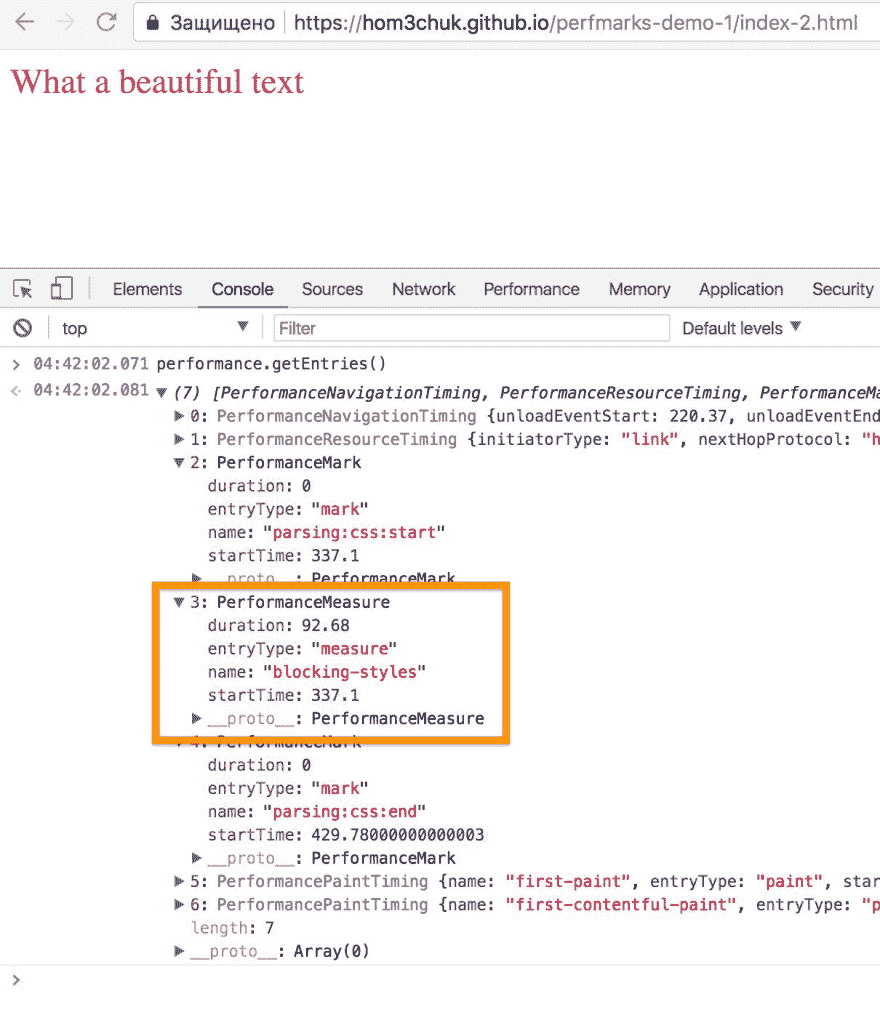 Защищено https://hom3chuk.github.io/perfmarks-demo-1/index-2.html
What a beautiful text
Elements Console Sources Network Performance Memory Application Security
top Filter Default levels
04:42:02.071 performance.getEntries()
04:42:02.081 (7) [PerformanceNavigationTiming, PerformanceResourceTiming, PerformanceMa
0: PerformanceNavigationTiming {unloadEventStart: 220.37, unloadEventEnd
1: PerformanceResourceTiming {initiatorType: "link", nextHopProtocol: "h
2: PerformanceMark
duration: 0
entryType: "mark"
name: "parsing:css:start"
startTime: 337.1
__proto__: PerformanceMark
3: PerformanceMeasure
duration: 92.68
entryType: "measure"
name: "blocking-styles"
startTime: 337.1
__proto__: PerformanceMeasure
4: PerformanceMark
duration: 0
entryType: "mark"
name: "parsing:css:end"
startTime: 429.78000000000003
__proto__: PerformanceMark
5: PerformancePaintTiming {name: "first-paint", entryType: "paint", star
6: PerformancePaintTiming {name: "first-contentful-paint", entryType: "p
length: 7
__proto__: Array(0)